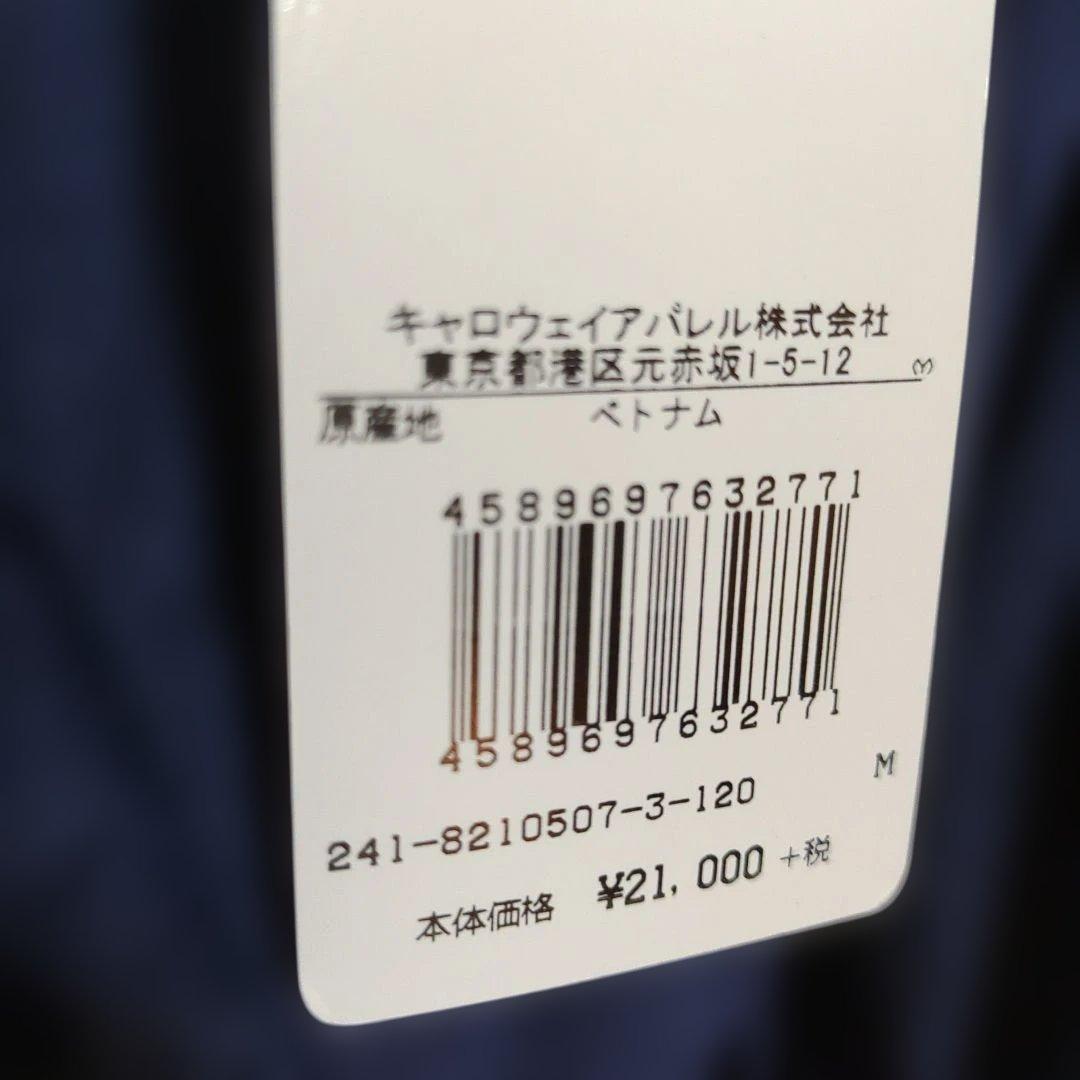 キャロウェイアパレル株式会社
東京都港区元赤坂1-5-12
原産地 ベトナム
4589697632771
4589697632771
M
241-8210507-3-120
本体価格 ¥21,000 +税